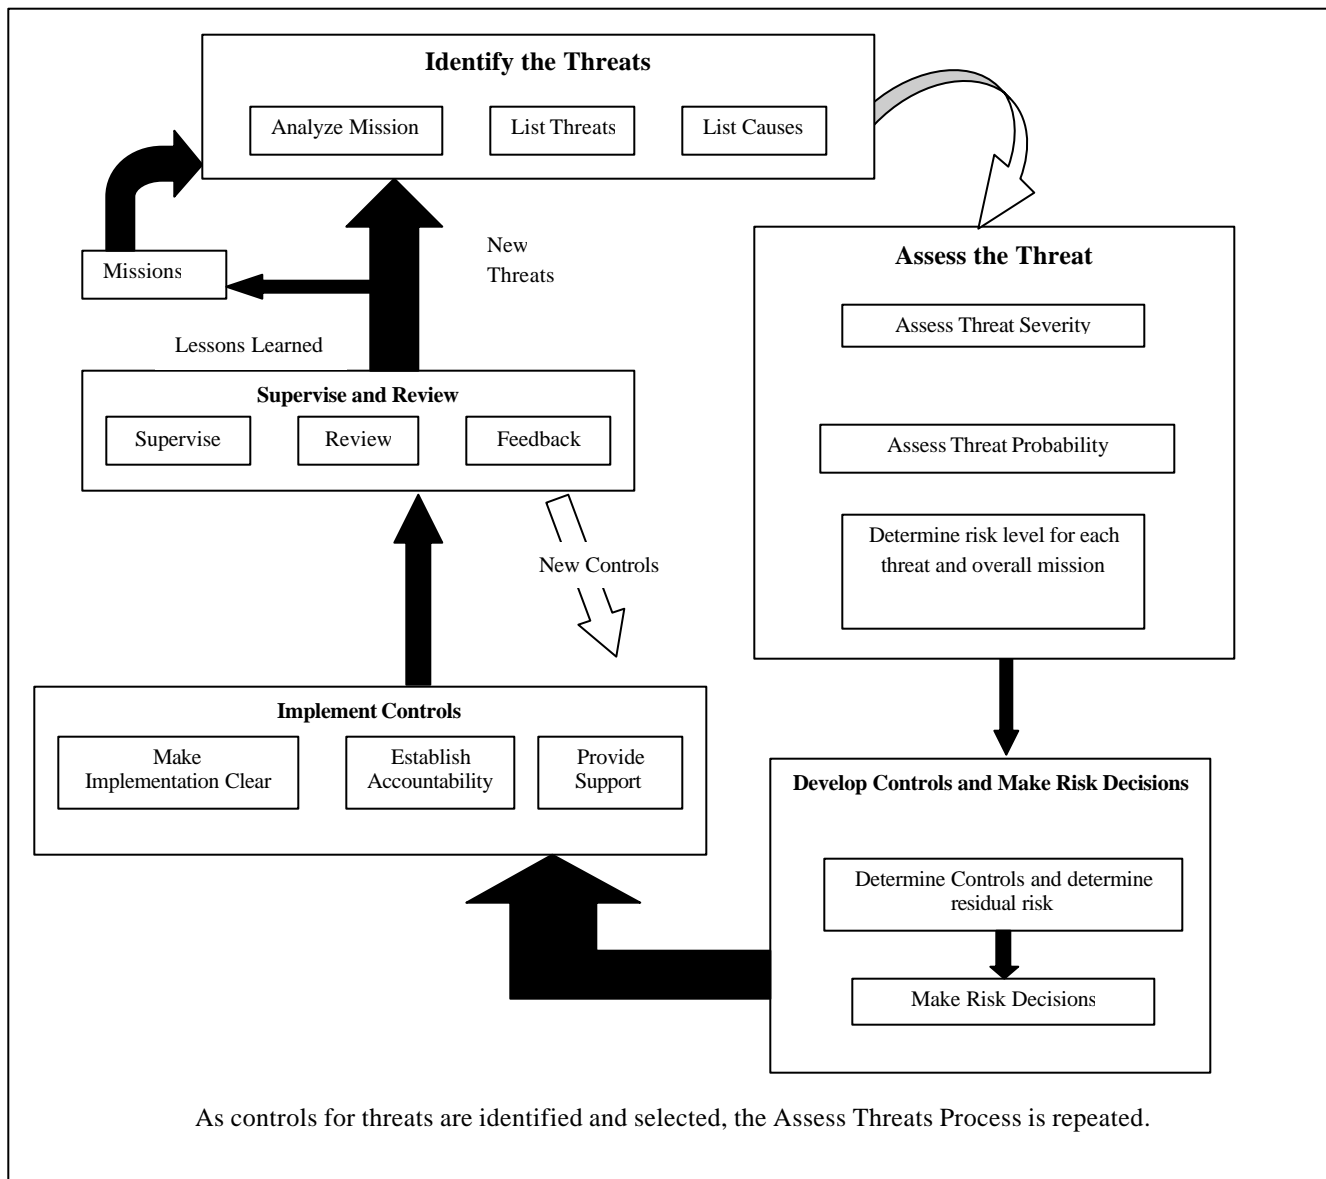 Identify the Threats
Analyze Mission
List Threats
List Causes
Missions
New
Threats
Lessons Learned
Assess the Threat
Assess Threat Severity
Assess Threat Probability
Determine risk level for each
threat and overall mission
Supervise and Review
Supervise
Review
Feedback
New Controls
Implement Controls
Make
Implementation Clear
Establish
Accountability
Provide
Support
Develop Controls and Make Risk Decisions
Determine Controls and determine
residual risk
Make Risk Decisions
As controls for threats are identified and selected, the Assess Threats Process is repeated.